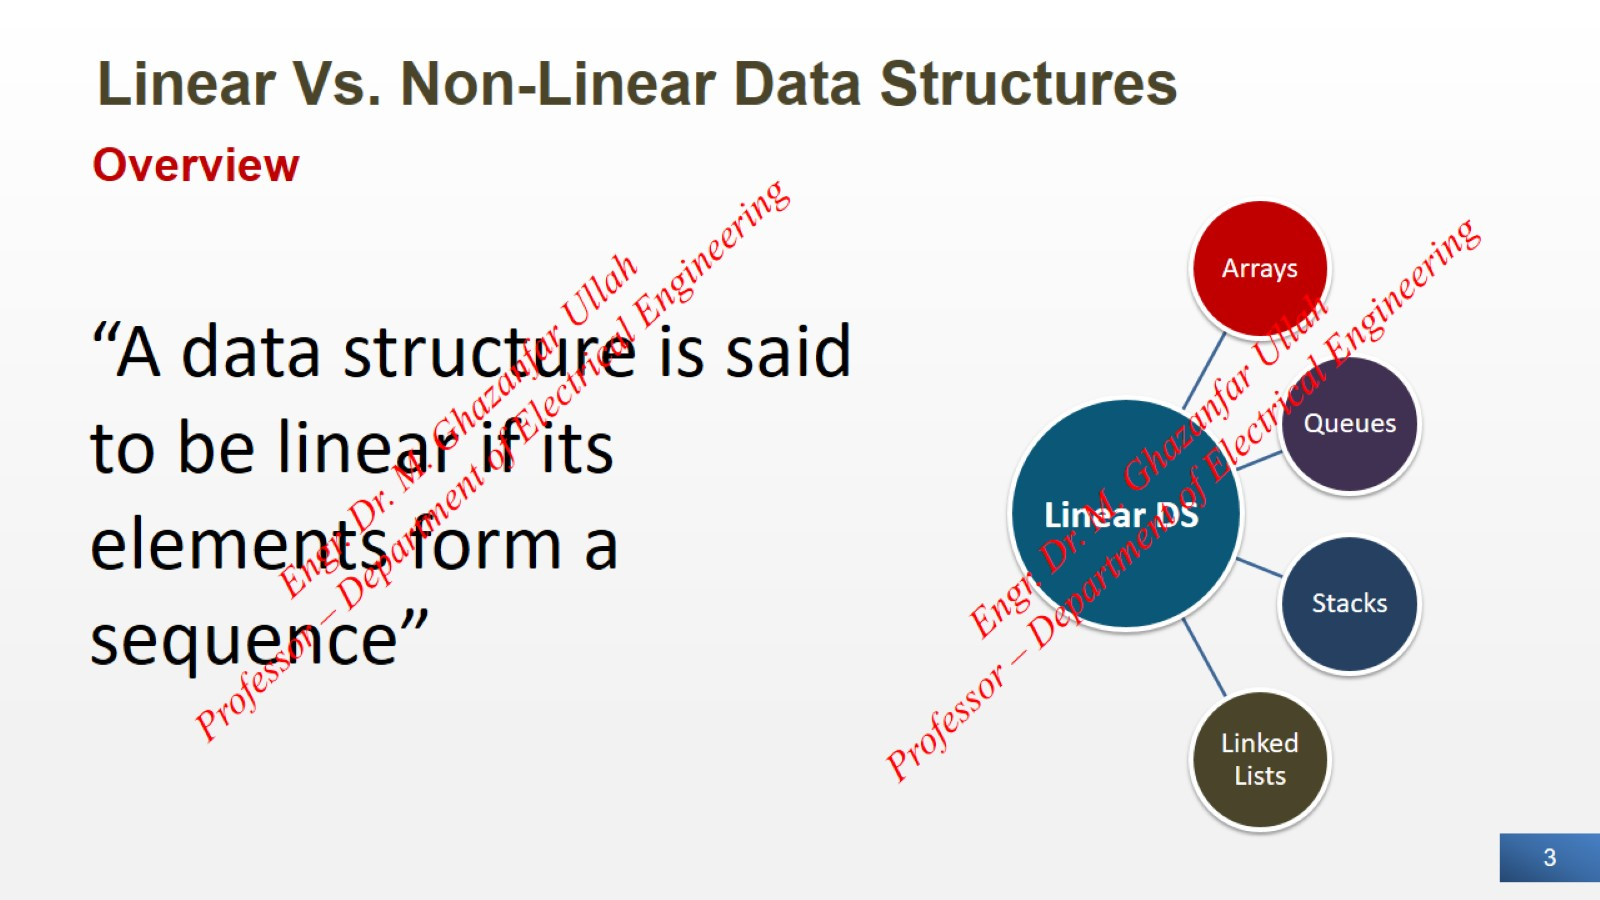 Linear Vs. Non-Linear Data Structures
Overview
“A data structure is said
to be linear if its
elements form a
sequence”
Engr. Dr. M. Ghazanfar Ullah
Professor – Department of Electrical Engineering
Arrays
Queues
Linear DS
Stacks
Linked
Lists
Engr. Dr. M. Ghazanfar Ullah
Professor – Department of Electrical Engineering
3